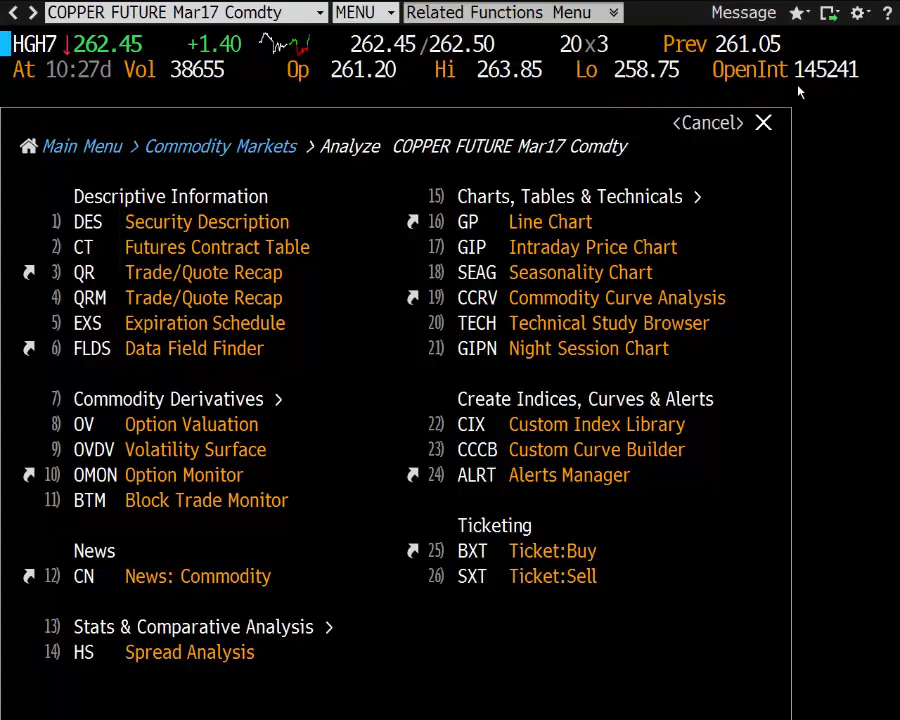 COPPER FUTURE Mar17 Comdty MENU Related Functions Menu Message ?
HGH7 ↓262.45 +1.40 262.45/262.50 20x3 Prev 261.05
At 10:27d Vol 38655 Op 261.20 Hi 263.85 Lo 258.75 OpenInt 145241
<Cancel> X
Main Menu > Commodity Markets > Analyze COPPER FUTURE Mar17 Comdty
Descriptive Information
1) DES Security Description
2) CT Futures Contract Table
3) QR Trade/Quote Recap
4) QRM Trade/Quote Recap
5) EXS Expiration Schedule
6) FLDS Data Field Finder
7) Commodity Derivatives >
8) OV Option Valuation
9) OVDV Volatility Surface
10) OMON Option Monitor
11) BTM Block Trade Monitor
News
12) CN News: Commodity
13) Stats & Comparative Analysis >
14) HS Spread Analysis
15) Charts, Tables & Technicals >
16) GP Line Chart
17) GIP Intraday Price Chart
18) SEAG Seasonality Chart
19) CCRV Commodity Curve Analysis
20) TECH Technical Study Browser
21) GIPN Night Session Chart
Create Indices, Curves & Alerts
22) CIX Custom Index Library
23) CCCB Custom Curve Builder
24) ALRT Alerts Manager
Ticketing
25) BXT Ticket:Buy
26) SXT Ticket:Sell